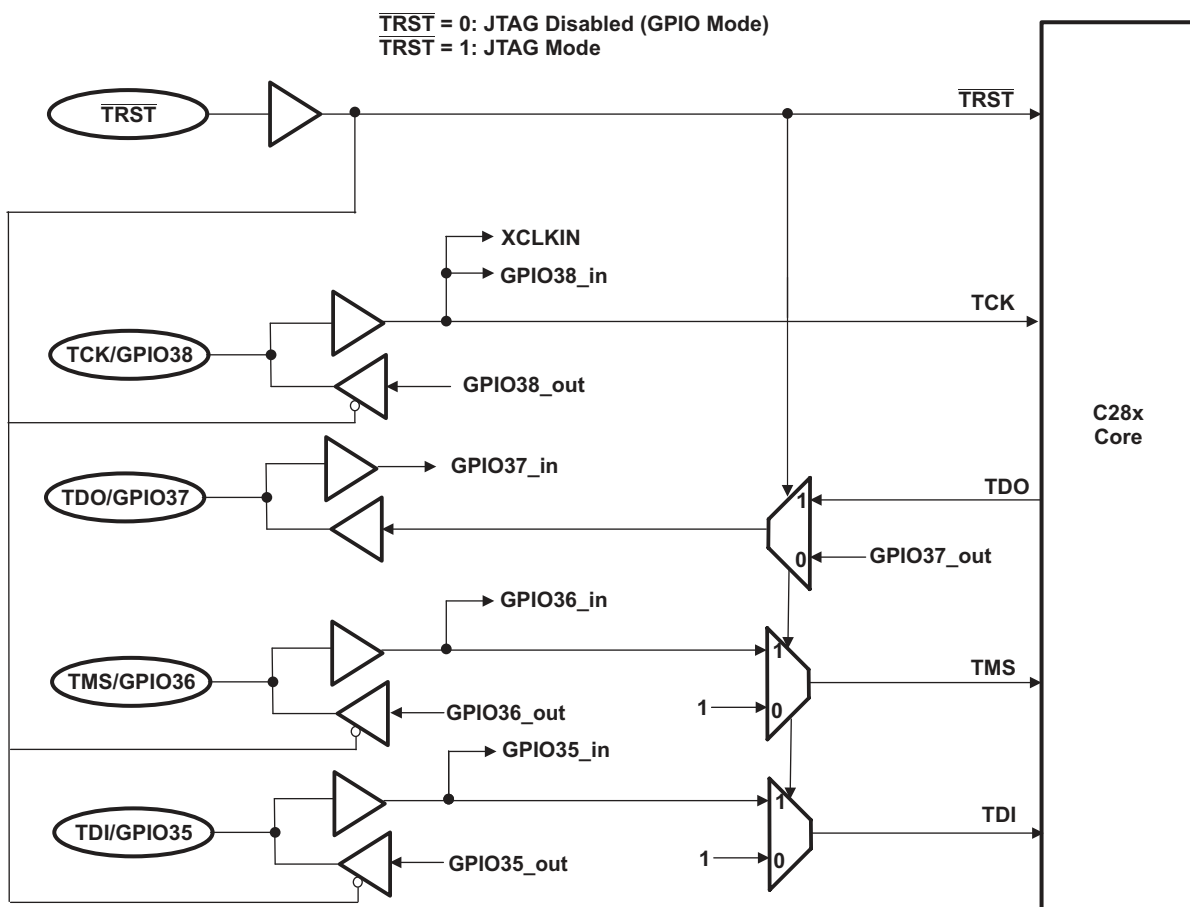 TRST = 0: JTAG Disabled (GPIO Mode)
TRST = 1: JTAG Mode
TRST
TRST
XCLKIN
GPIO38_in
TCK
TCK/GPIO38
GPIO38_out
C28x
Core
GPIO37_in
TDO/GPIO37
1
TDO
0
GPIO37_out
GPIO36_in
1
TMS/GPIO36
TMS
GPIO36_out
1
0
GPIO35_in
1
TDI/GPIO35
TDI
GPIO35_out
1
0